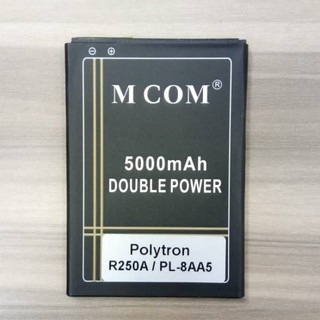 M COM®
5000mAh
DOUBLE POWER
Polytron
R250A / PL-8AA5